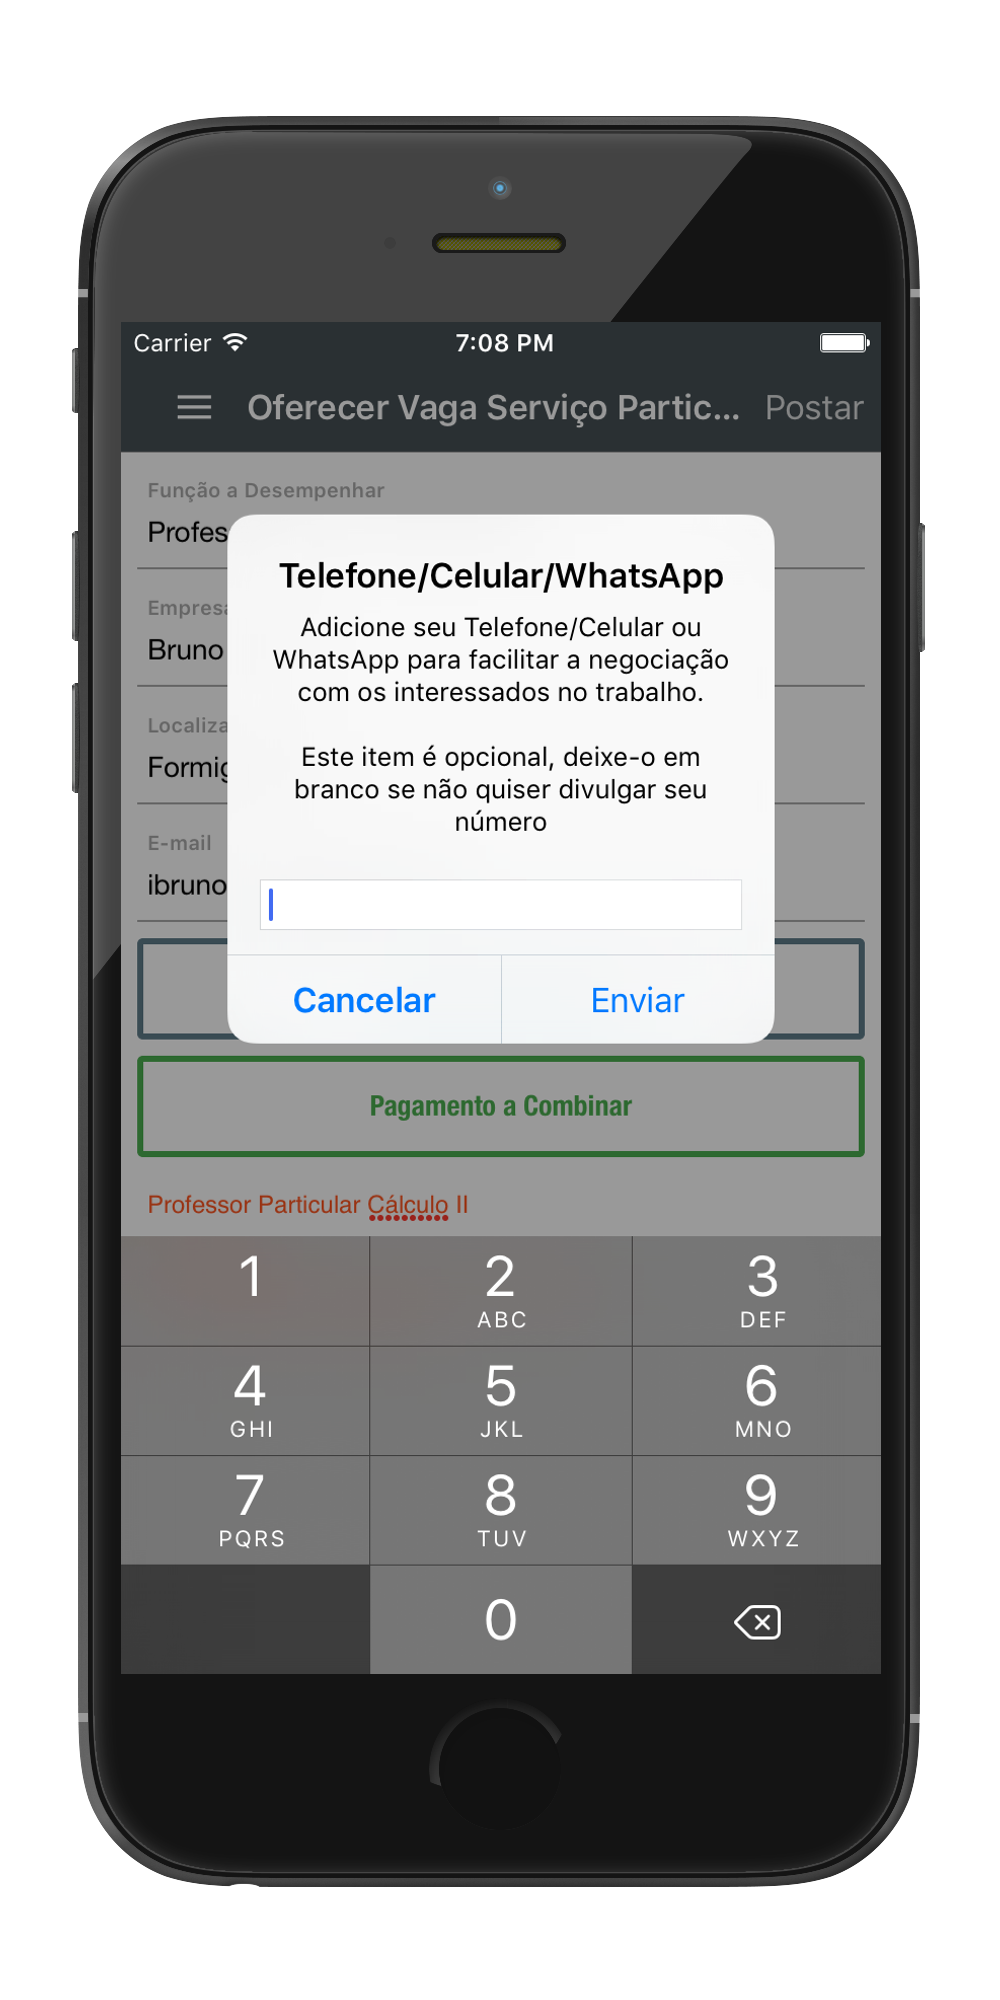 Carrier 7:08 PM
Oferecer Vaga Serviço Partic... Postar
Função a Desempenhar
Profes
Empresa
Bruno
Localiza
Formig
E-mail
ibruno
Telefone/Celular/WhatsApp
Adicione seu Telefone/Celular ou
WhatsApp para facilitar a negociação
com os interessados no trabalho.
Este item é opcional, deixe-o em
branco se não quiser divulgar seu
número
Cancelar Enviar
Pagamento a Combinar
Professor Particular Cálculo II
1 2 3
ABC DEF
4 5 6
GHI JKL MNO
7 8 9
PQRS TUV WXYZ
0